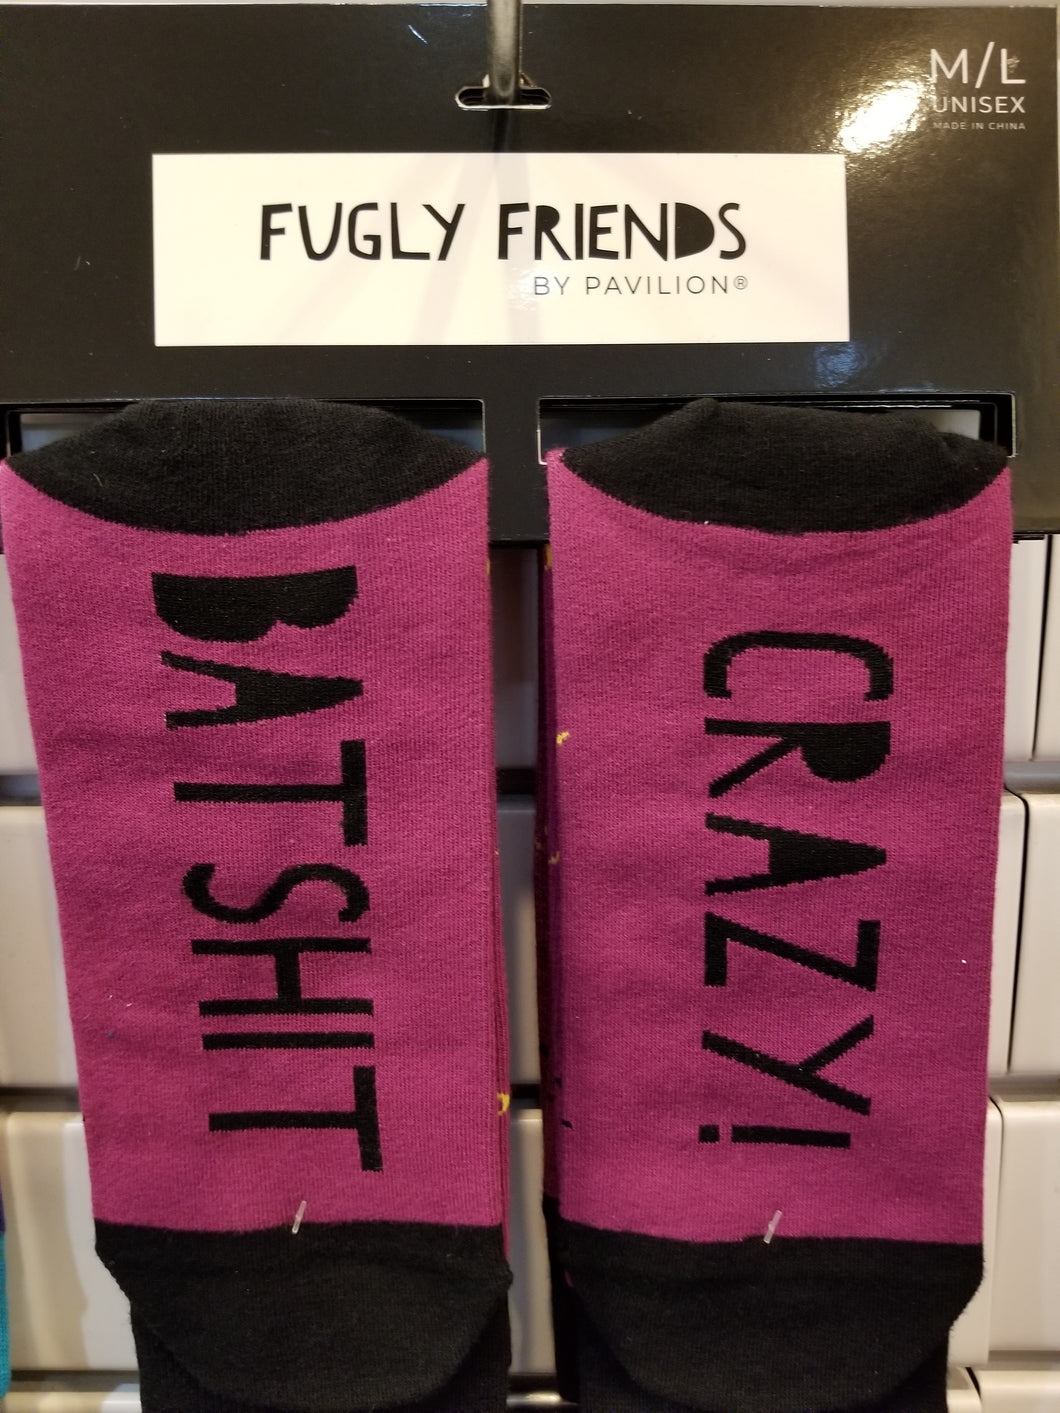 M/L
UNISEX
MADE IN CHINA
FUGLY FRIENDS
BY PAVILION®
BATSHIT
CRAZY!